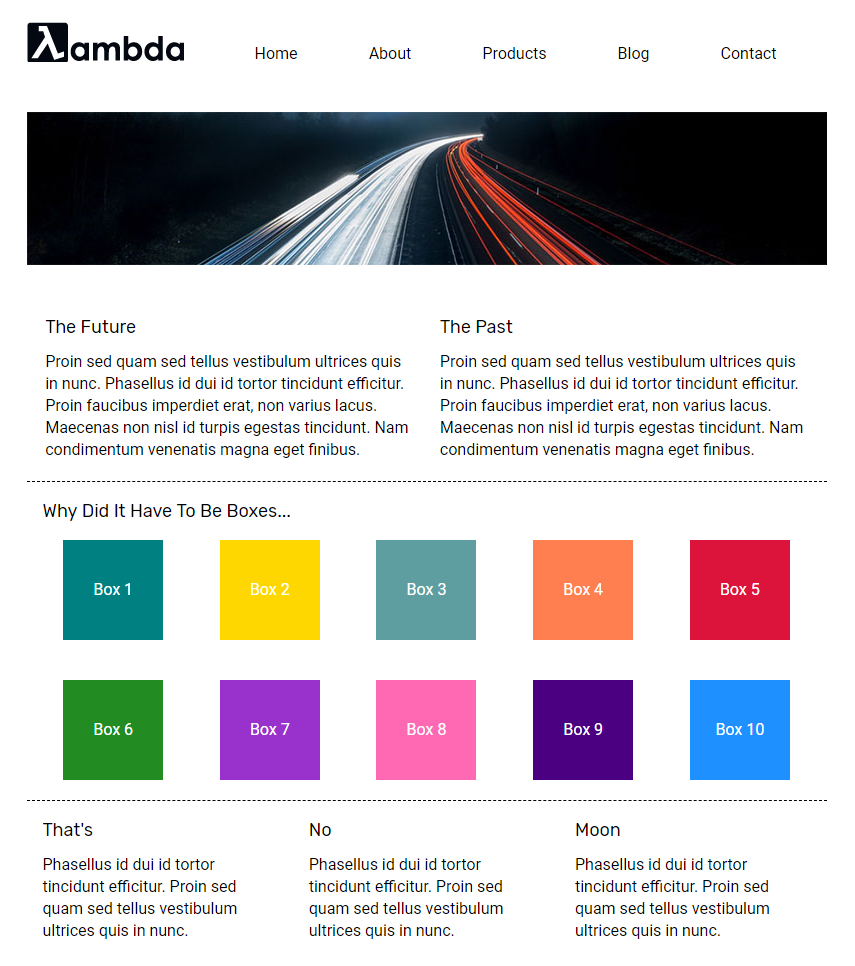 λambda
Home About Products Blog Contact
The Future
Proin sed quam sed tellus vestibulum ultrices quis
in nunc. Phasellus id dui id tortor tincidunt efficitur.
Proin faucibus imperdiet erat, non varius lacus.
Maecenas non nisl id turpis egestas tincidunt. Nam
condimentum venenatis magna eget finibus.
The Past
Proin sed quam sed tellus vestibulum ultrices quis
in nunc. Phasellus id dui id tortor tincidunt efficitur.
Proin faucibus imperdiet erat, non varius lacus.
Maecenas non nisl id turpis egestas tincidunt. Nam
condimentum venenatis magna eget finibus.
Why Did It Have To Be Boxes...
Box 1 Box 2 Box 3 Box 4 Box 5
Box 6 Box 7 Box 8 Box 9 Box 10
That's
Phasellus id dui id tortor
tincidunt efficitur. Proin sed
quam sed tellus vestibulum
ultrices quis in nunc.
No
Phasellus id dui id tortor
tincidunt efficitur. Proin sed
quam sed tellus vestibulum
ultrices quis in nunc.
Moon
Phasellus id dui id tortor
tincidunt efficitur. Proin sed
quam sed tellus vestibulum
ultrices quis in nunc.